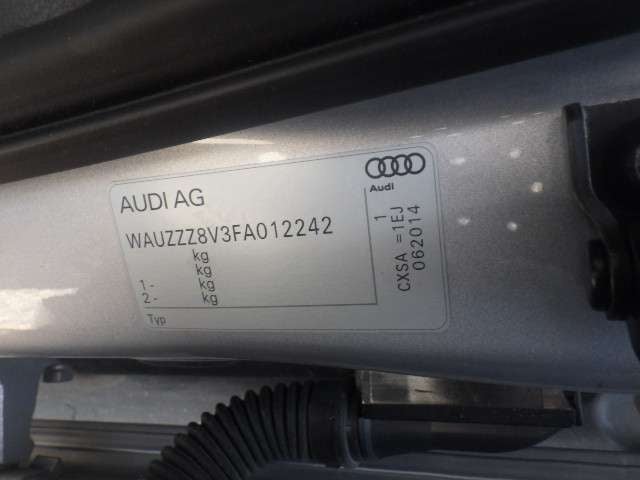 AUDI AG
Audi
WAUZZZ8V3FA012242
kg
kg
1- kg
2- kg
Typ
1
CXSA =1EJ
062014